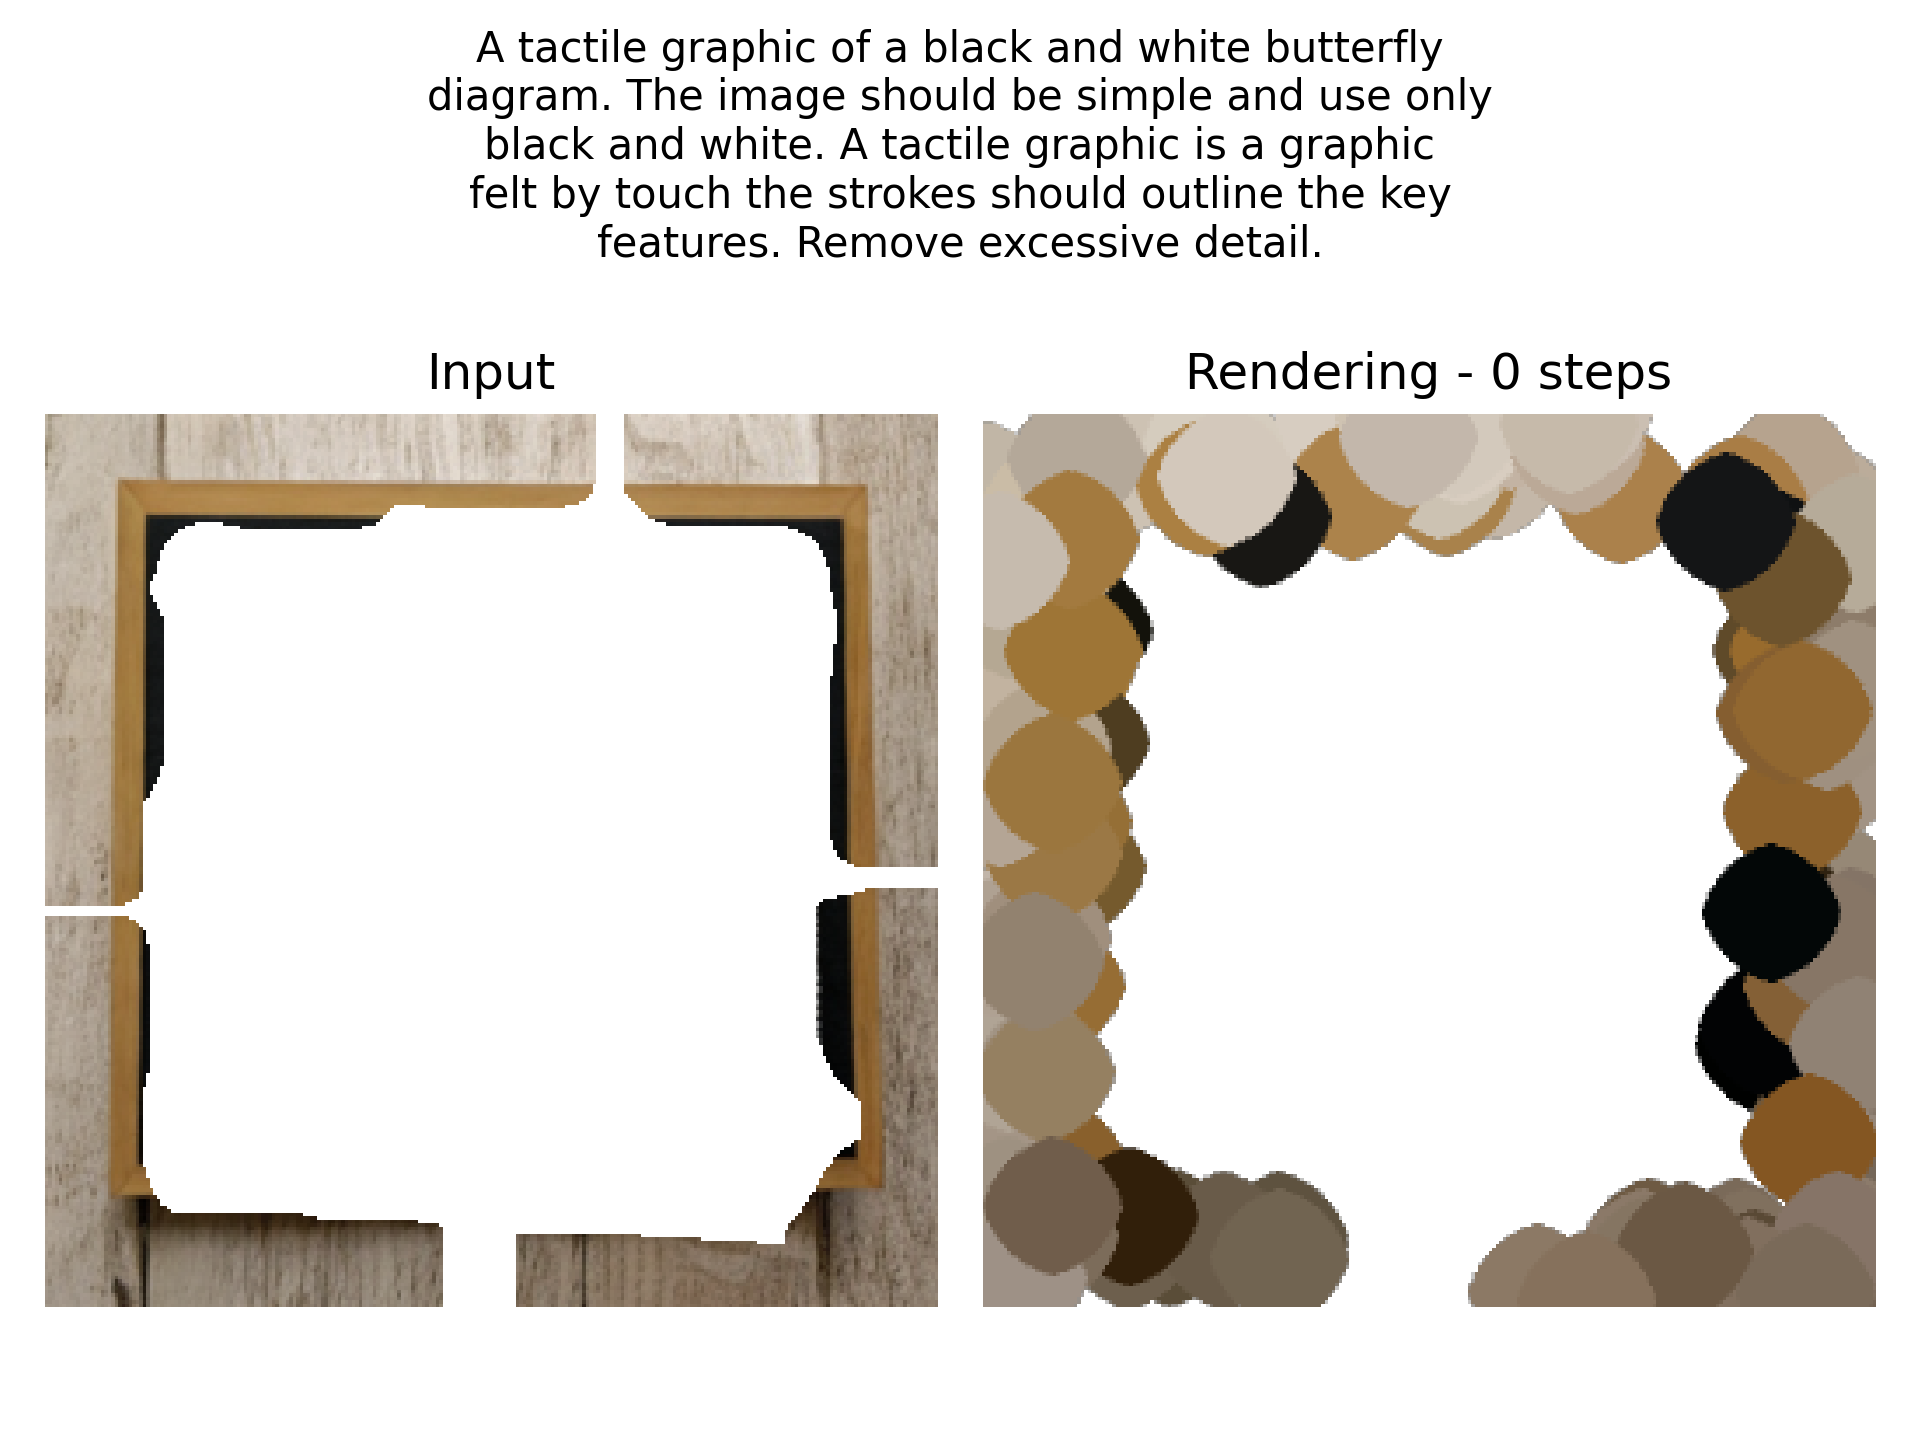 A tactile graphic of a black and white butterfly
diagram. The image should be simple and use only
black and white. A tactile graphic is a graphic
felt by touch the strokes should outline the key
features. Remove excessive detail.
Input
Rendering - 0 steps